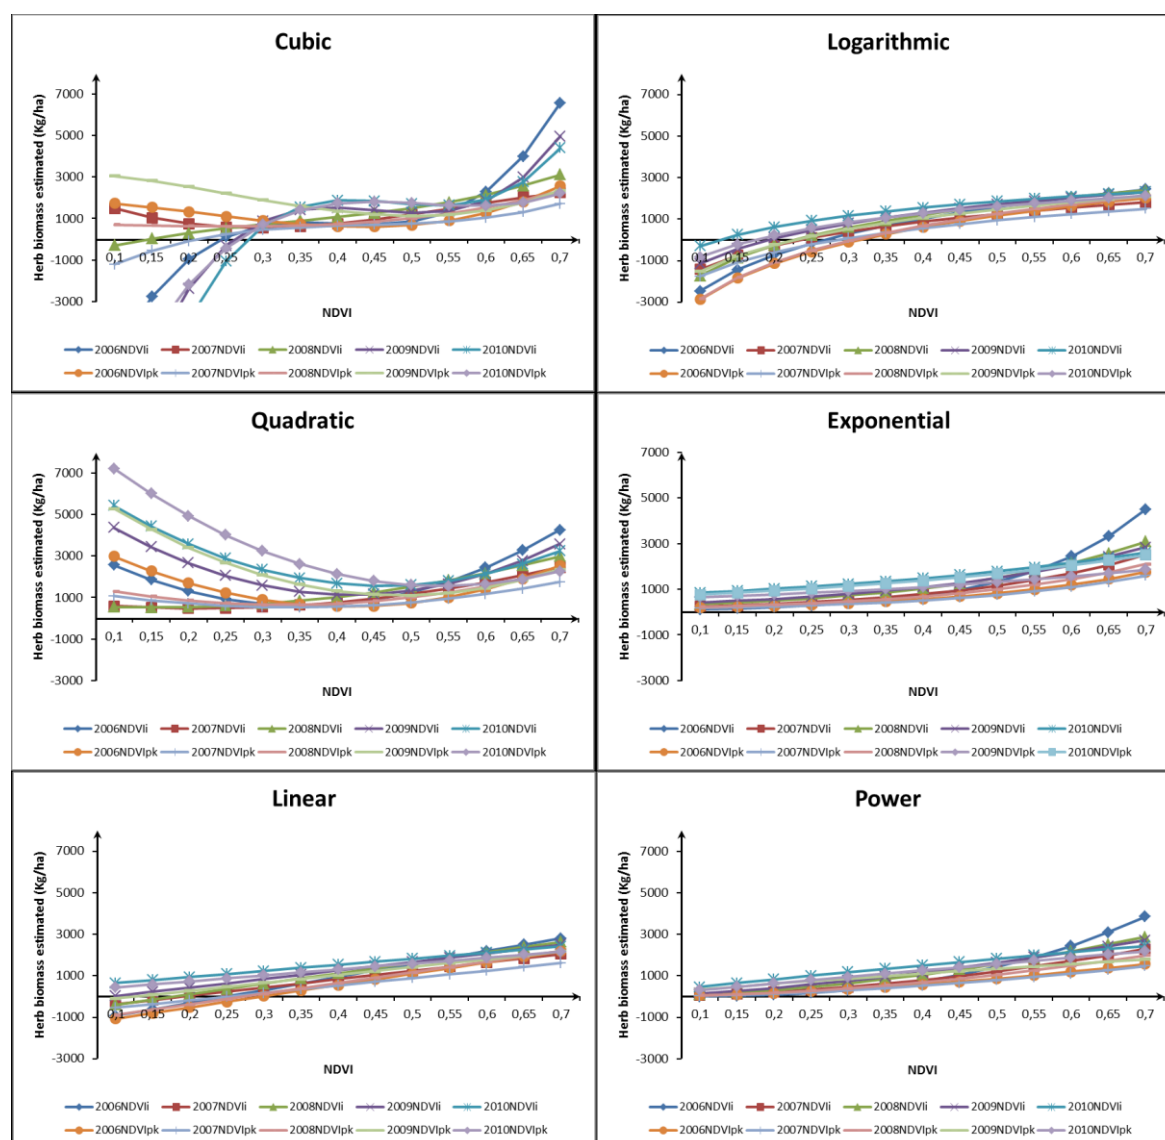 Cubic
Herb biomass estimated (Kg/ha)
7000
5000
3000
1000
-1000
-3000
0,1 0,15 0,2 0,25 0,3 0,35 0,4 0,45 0,5 0,55 0,6 0,65 0,7
NDVI
2006NDVIi 2007NDVIi 2008NDVIi 2009NDVIi 2010NDVIi
2006NDVIpk 2007NDVIpk 2008NDVIpk 2009NDVIpk 2010NDVIpk
Logarithmic
Herb biomass estimated (Kg/ha)
7000
5000
3000
1000
-1000
-3000
0,1 0,15 0,2 0,25 0,3 0,35 0,4 0,45 0,5 0,55 0,6 0,65 0,7
NDVI
2006NDVIi 2007NDVIi 2008NDVIi 2009NDVIi 2010NDVIi
2006NDVIpk 2007NDVIpk 2008NDVIpk 2009NDVIpk 2010NDVIpk
Quadratic
Herb biomass estimated (Kg/ha)
7000
5000
3000
1000
-1000
-3000
0,1 0,15 0,2 0,25 0,3 0,35 0,4 0,45 0,5 0,55 0,6 0,65 0,7
NDVI
2006NDVIi 2007NDVIi 2008NDVIi 2009NDVIi 2010NDVIi
2006NDVIpk 2007NDVIpk 2008NDVIpk 2009NDVIpk 2010NDVIpk
Exponential
Herb biomass estimated (Kg/ha)
7000
5000
3000
1000
-1000
-3000
0,1 0,15 0,2 0,25 0,3 0,35 0,4 0,45 0,5 0,55 0,6 0,65 0,7
NDVI
2006NDVIi 2007NDVIi 2008NDVIi 2009NDVIi 2010NDVIi
2006NDVIpk 2007NDVIpk 2008NDVIpk 2009NDVIpk 2010NDVIpk
Linear
Herb biomass estimated (Kg/ha)
7000
5000
3000
1000
-1000
-3000
0,1 0,15 0,2 0,25 0,3 0,35 0,4 0,45 0,5 0,55 0,6 0,65 0,7
NDVI
2006NDVIi 2007NDVIi 2008NDVIi 2009NDVIi 2010NDVIi
2006NDVIpk 2007NDVIpk 2008NDVIpk 2009NDVIpk 2010NDVIpk
Power
Herb biomass estimated (Kg/ha)
7000
5000
3000
1000
-1000
-3000
0,1 0,15 0,2 0,25 0,3 0,35 0,4 0,45 0,5 0,55 0,6 0,65 0,7
NDVI
2006NDVIi 2007NDVIi 2008NDVIi 2009NDVIi 2010NDVIi
2006NDVIpk 2007NDVIpk 2008NDVIpk 2009NDVIpk 2010NDVIpk